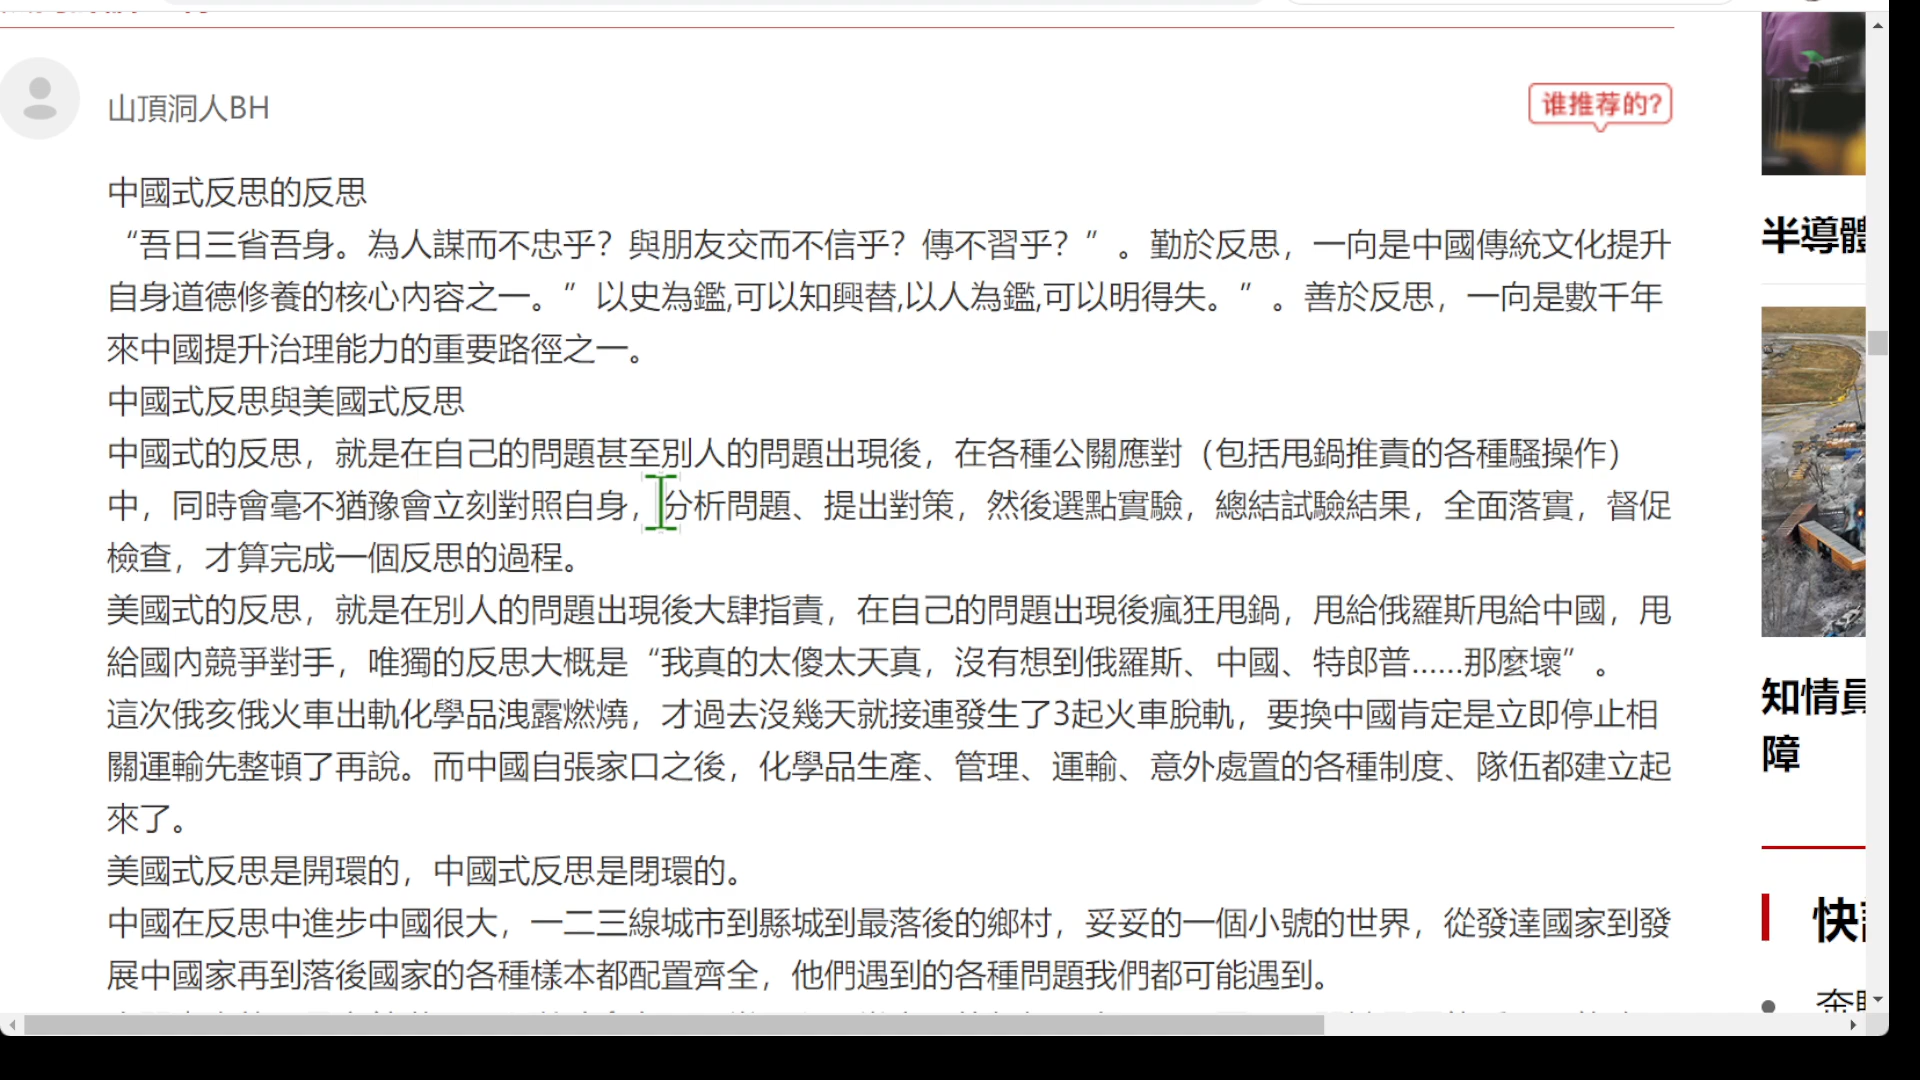 山頂洞人BH
谁推荐的?
中國式反思的反思
“吾日三省吾身。為人謀而不忠乎？與朋友交而不信乎？傳不習乎？”。勤於反思，一向是中國傳統文化提升
自身道德修養的核心內容之一。”以史為鑑,可以知興替,以人為鑑,可以明得失。”。善於反思，一向是數千年
來中國提升治理能力的重要路徑之一。
中國式反思與美國式反思
中國式的反思，就是在自己的問題甚至別人的問題出現後，在各種公關應對（包括甩鍋推責的各種騷操作）
中，同時會毫不猶豫會立刻對照自身，分析問題、提出對策，然後選點實驗，總結試驗結果，全面落實，督促
檢查，才算完成一個反思的過程。
美國式的反思，就是在別人的問題出現後大肆指責，在自己的問題出現後瘋狂甩鍋，甩給俄羅斯甩給中國，甩
給國內競爭對手，唯獨的反思大概是“我真的太傻太天真，沒有想到俄羅斯、中國、特郎普……那麼壞”。
這次俄亥俄火車出軌化學品洩露燃燒，才過去沒幾天就接連發生了3起火車脫軌，要換中國肯定是立即停止相
關運輸先整頓了再說。而中國自張家口之後，化學品生產、管理、運輸、意外處置的各種制度、隊伍都建立起
來了。
美國式反思是開環的，中國式反思是閉環的。
中國在反思中進步中國很大，一二三線城市到縣城到最落後的鄉村，妥妥的一個小號的世界，從發達國家到發
展中國家再到落後國家的各種樣本都配置齊全，他們遇到的各種問題我們都可能遇到。
半導體
知情員
障
快